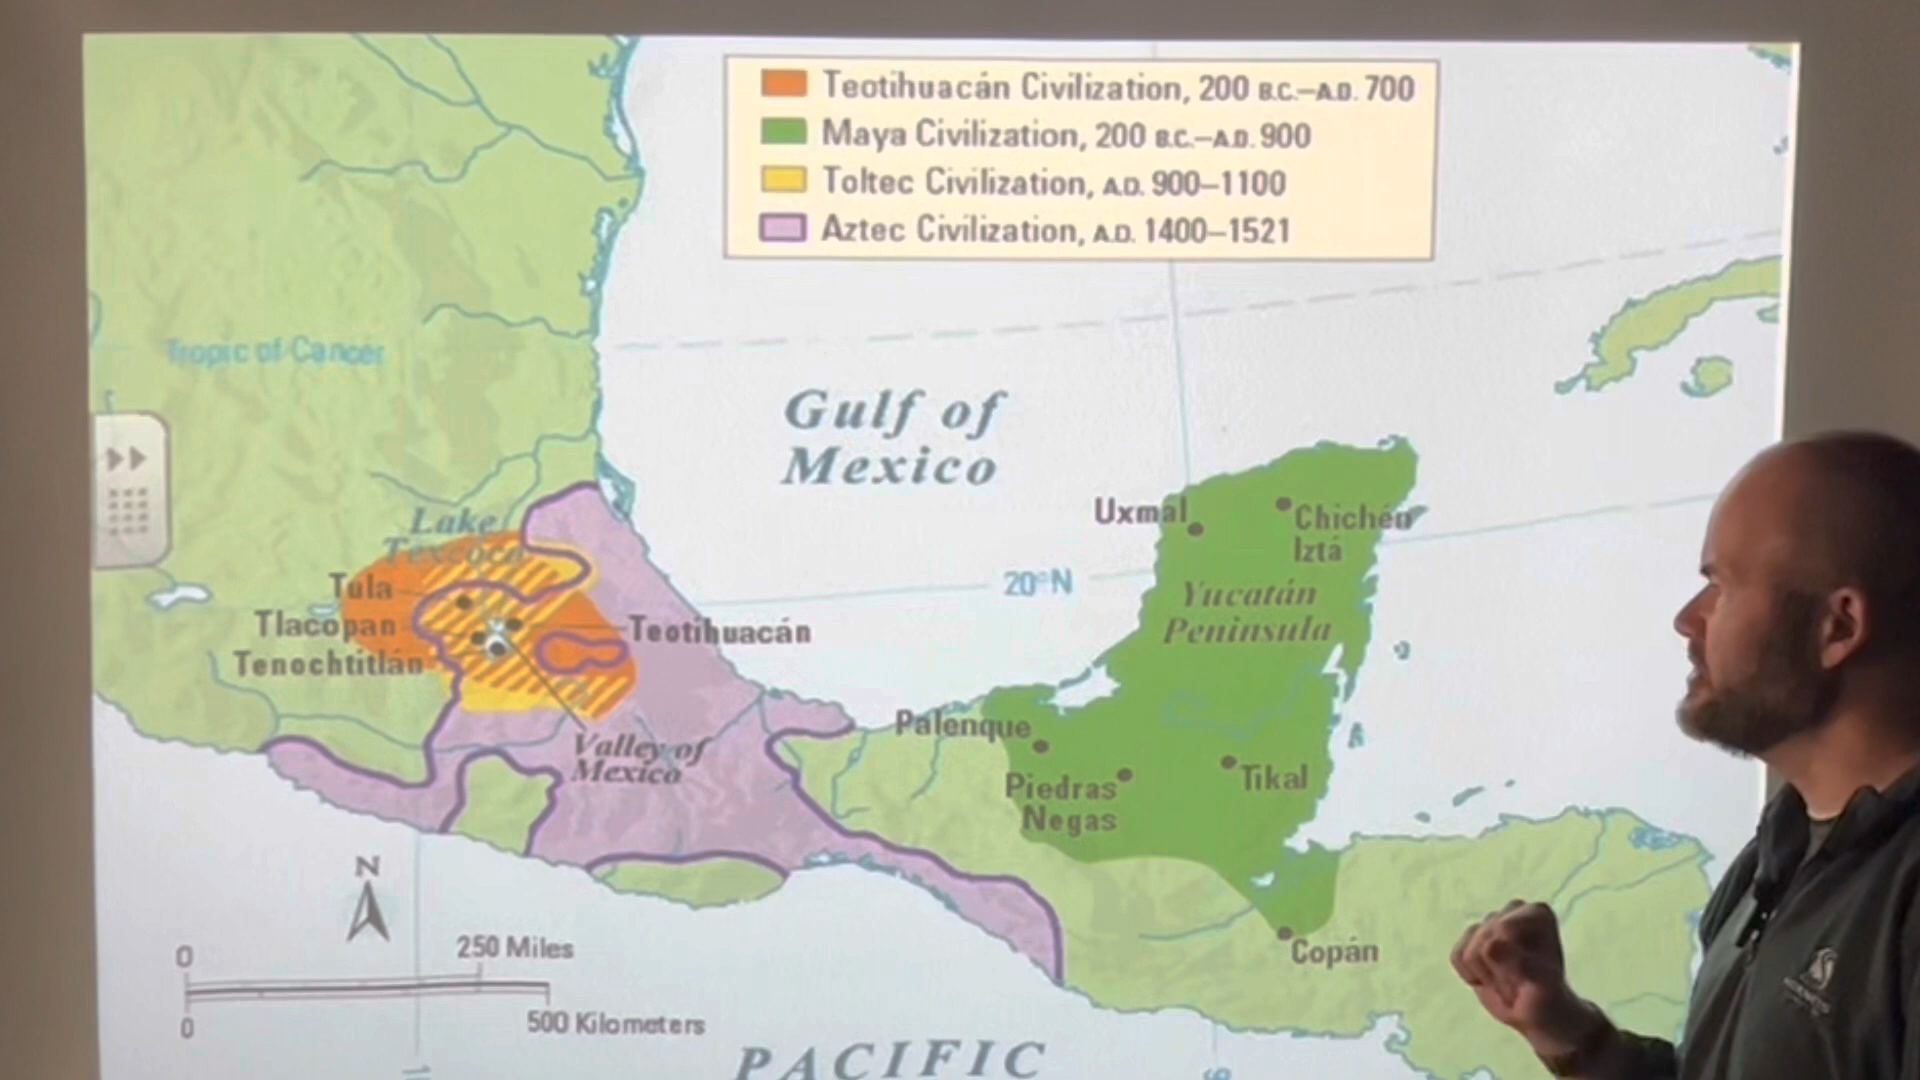 Teotihuacán Civilization, 200 B.C.–A.D. 700
Maya Civilization, 200 B.C.–A.D. 900
Toltec Civilization, A.D. 900–1100
Aztec Civilization, A.D. 1400–1521
Tropic of Cancer
Gulf of
Mexico
Lake
Texcoco
Tula
Tlacopan
Tenochtitlán
Teotihuacán
Valley of
Mexico
20°N
Uxmal
Chichén
Iztá
Yucatán
Peninsula
Palenque
Piedras
Negas
Tikal
Copán
N
0
250 Miles
0
500 Kilometers
PACIFIC